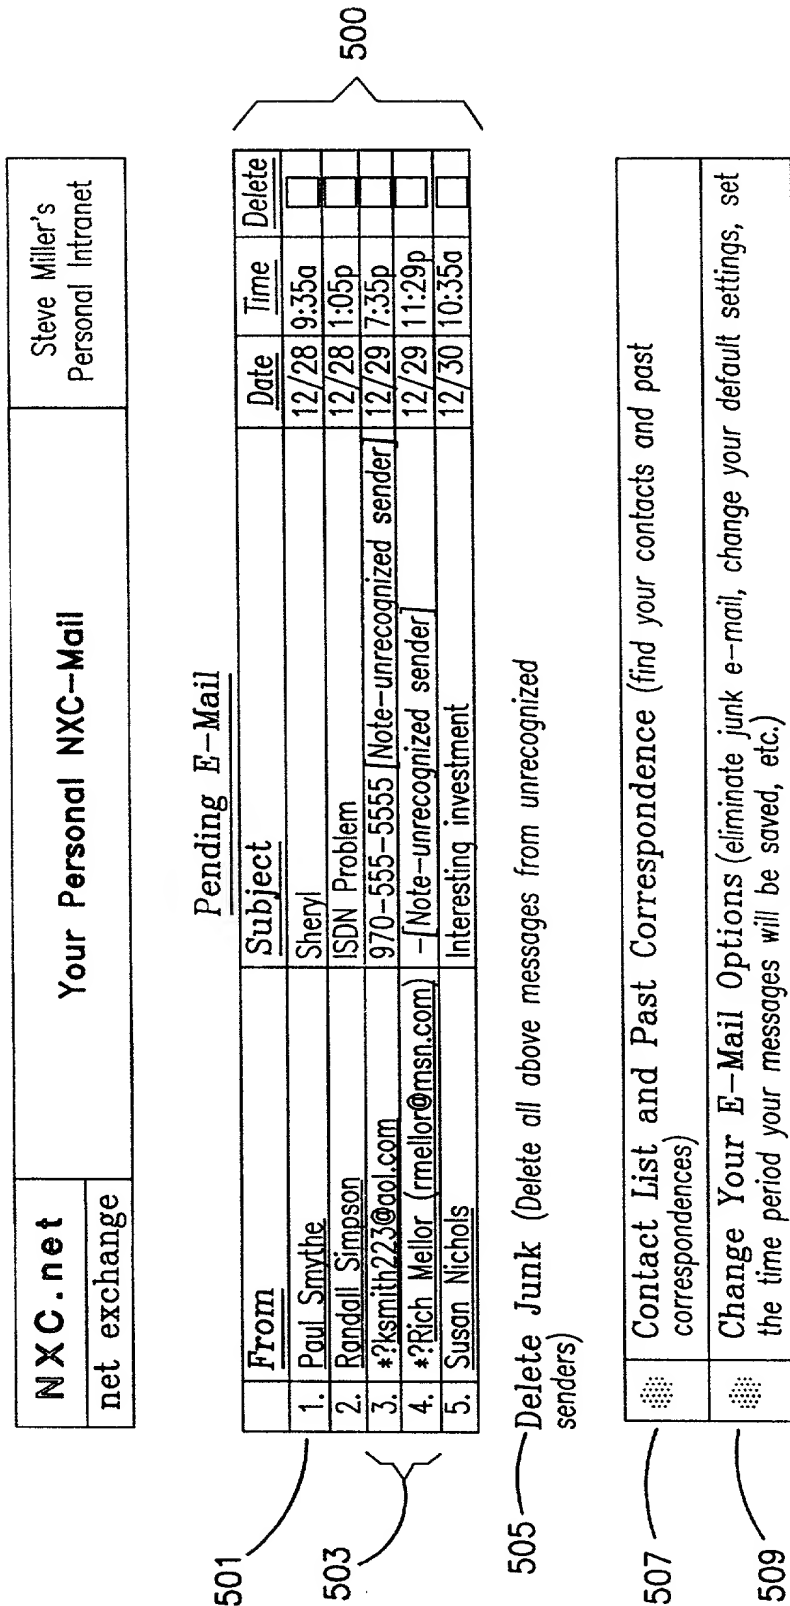 NXC.net
net exchange
Your Personal NXC-Mail
Steve Miller's
Personal Intranet
Pending E-Mail
From Subject Date Time Delete
1. Paul Smythe Sheryl 12/28 9:35a
2. Randall Simpson ISDN Problem 12/28 1:05p
3. *?ksmith223@aol.com 970-555-5555 [Note-unrecognized sender] 12/29 7:35p
4. *?Rich Mellor (rmellor@msn.com) -[Note-unrecognized sender] 12/29 11:29p
5. Susan Nichols Interesting investment 12/30 10:35a
500
501
503
505
Delete Junk (Delete all above messages from unrecognized
senders)
507
Contact List and Past Correspondence (find your contacts and past
correspondences)
509
Change Your E-Mail Options (eliminate junk e-mail, change your default settings, set
the time period your messages will be saved, etc.)